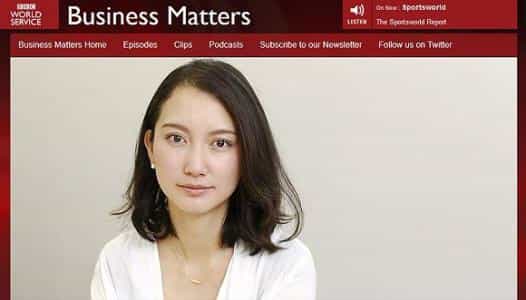 BBC
WORLD
SERVICE
Business Matters
LISTEN
On Now : Sportsworld
The Sportsworld Report
Business Matters Home Episodes Clips Podcasts Subscribe to our Newsletter Follow us on Twitter